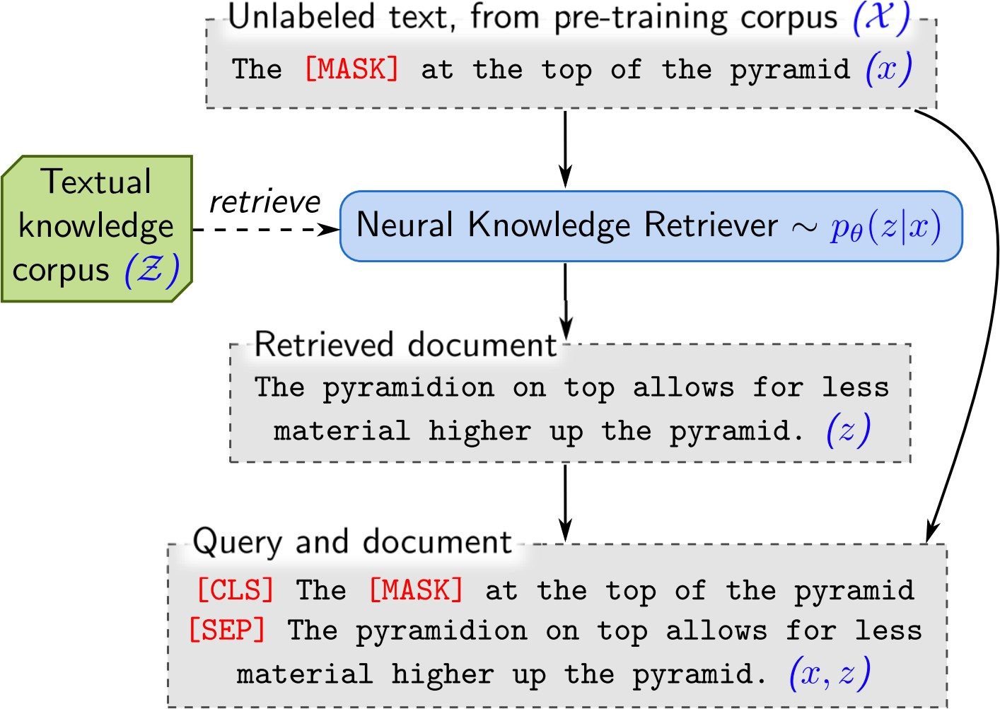 Unlabeled text, from pre-training corpus (𝒳)
The [MASK] at the top of the pyramid (x)
Textual
knowledge
corpus (𝒵)
retrieve
Neural Knowledge Retriever ~ pθ(z|x)
Retrieved document
The pyramidion on top allows for less
material higher up the pyramid. (z)
Query and document
[CLS] The [MASK] at the top of the pyramid
[SEP] The pyramidion on top allows for less
material higher up the pyramid. (x, z)